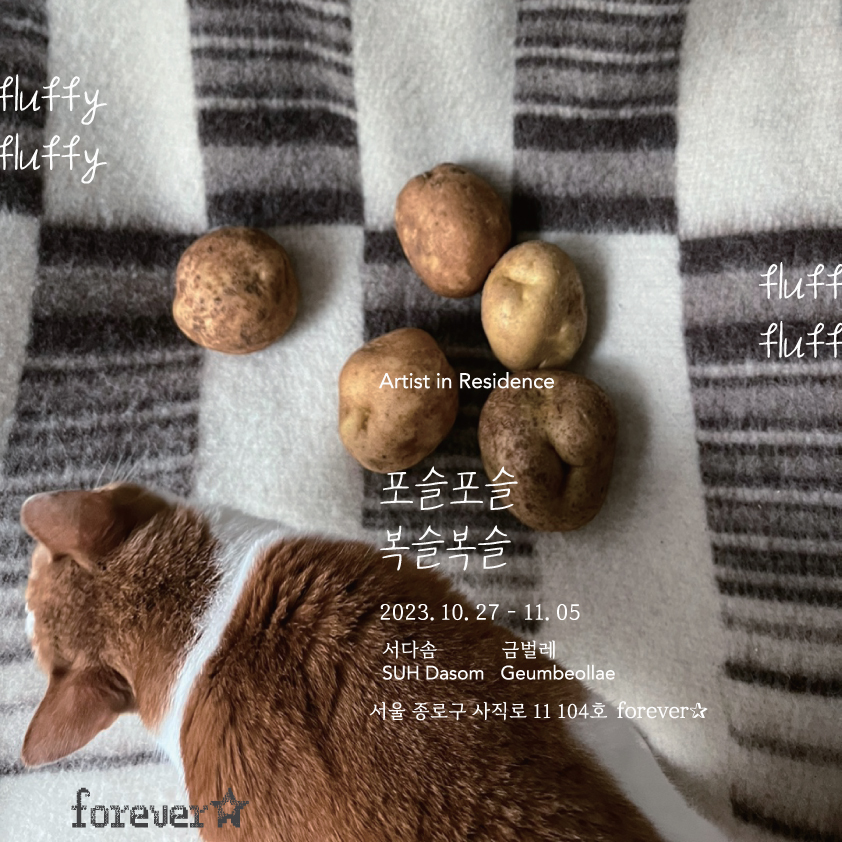 fluffy
fluffy
fluff
fluff
Artist in Residence
포슬포슬
복슬복슬
2023. 10. 27 - 11. 05
서다솜 금벌레
SUH Dasom Geumbeollae
서울 종로구 사직로 11 104호 forever✰
forever☆